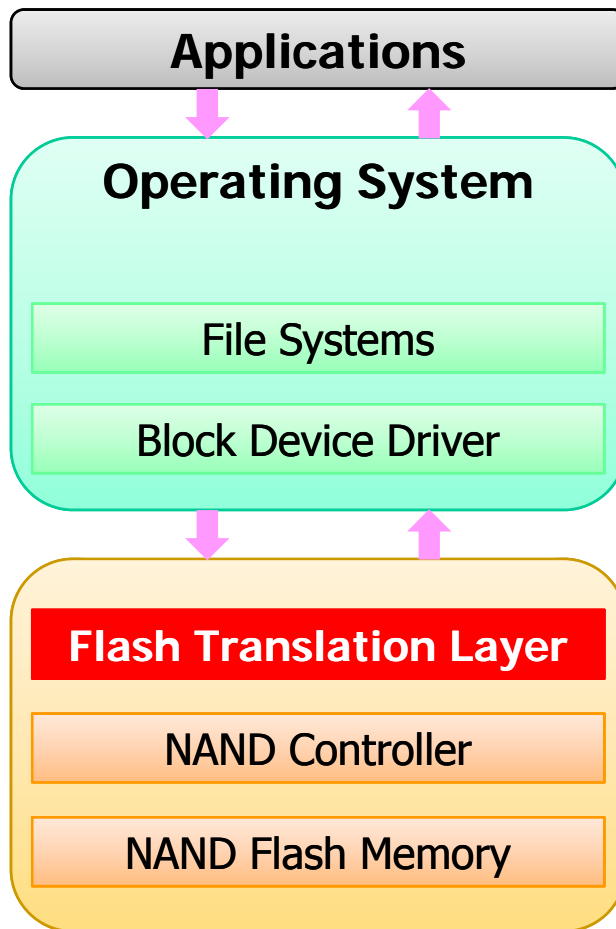 Applications
Operating System
File Systems
Block Device Driver
Flash Translation Layer
NAND Controller
NAND Flash Memory